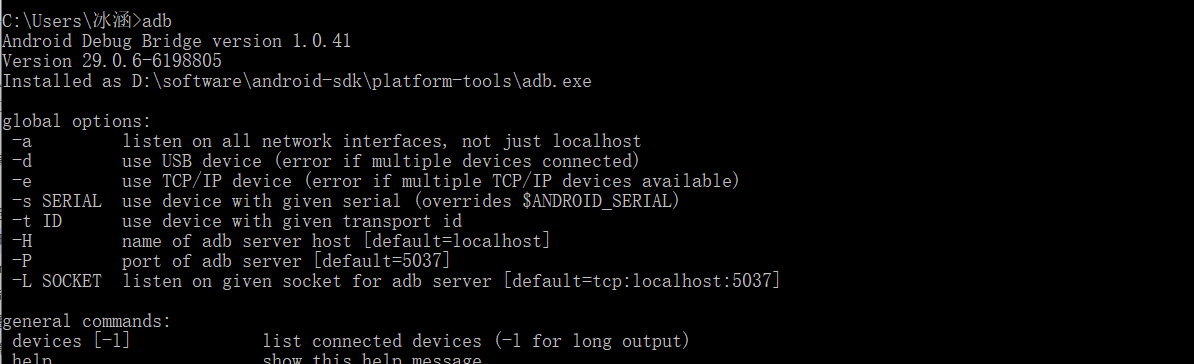 C:\Users\冰涵>adb
Android Debug Bridge version 1.0.41
Version 29.0.6-6198805
Installed as D:\software\android-sdk\platform-tools\adb.exe
global options:
-a listen on all network interfaces, not just localhost
-d use USB device (error if multiple devices connected)
-e use TCP/IP device (error if multiple TCP/IP devices available)
-s SERIAL use device with given serial (overrides $ANDROID_SERIAL)
-t ID use device with given transport id
-H name of adb server host [default=localhost]
-P port of adb server [default=5037]
-L SOCKET listen on given socket for adb server [default=tcp:localhost:5037]
general commands:
devices [-l] list connected devices (-l for long output)
help show this help message